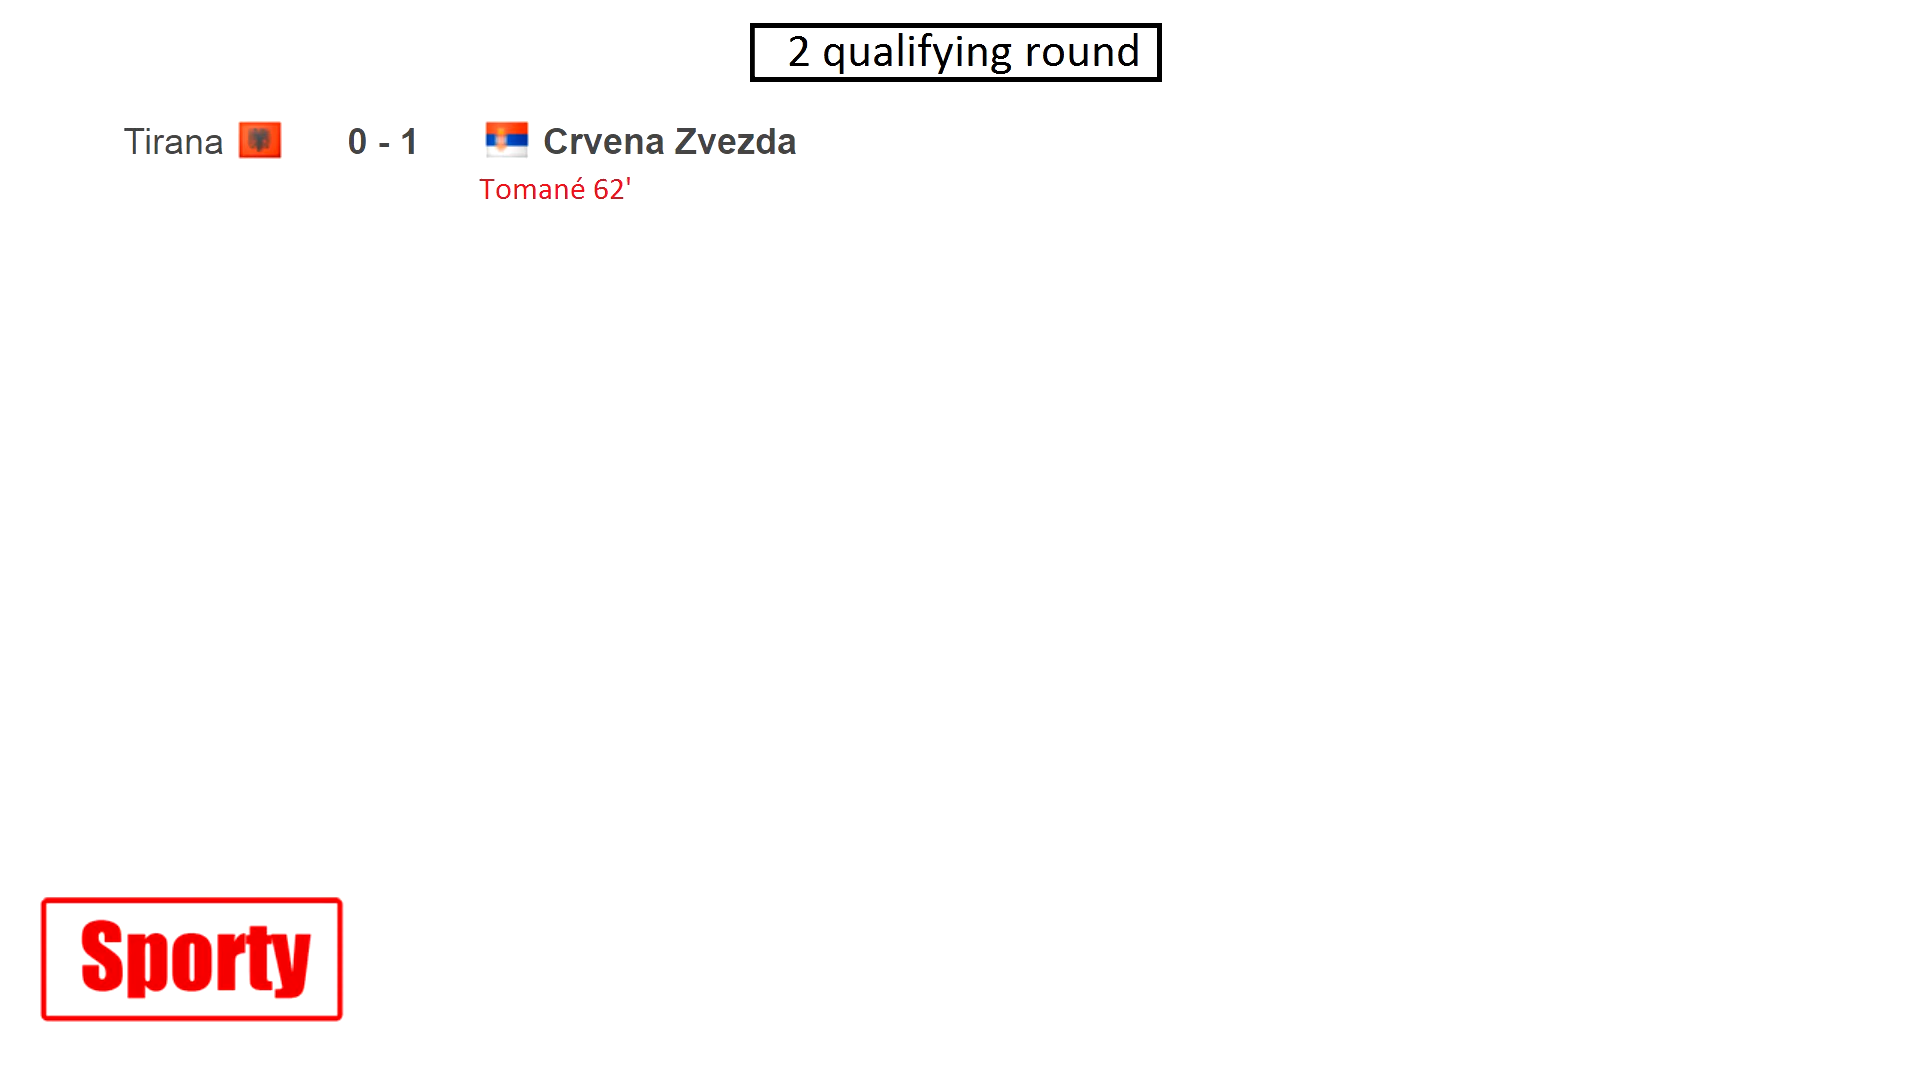 2 qualifying round
Tirana 0 - 1 Crvena Zvezda
Tomané 62'
Sporty